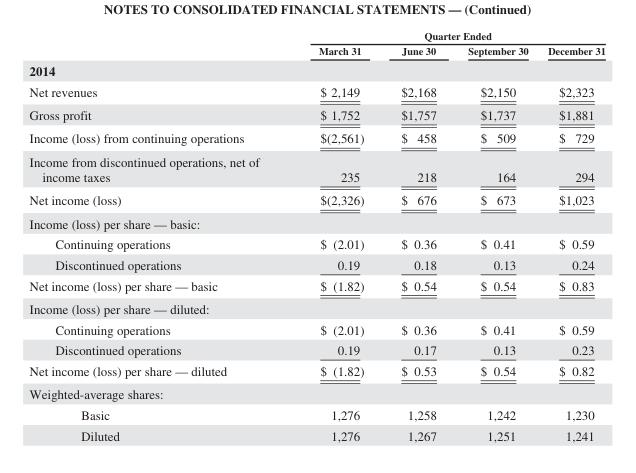 NOTES TO CONSOLIDATED FINANCIAL STATEMENTS — (Continued)
Quarter Ended
March 31 June 30 September 30 December 31
2014
Net revenues $ 2,149 $2,168 $2,150 $2,323
Gross profit $ 1,752 $1,757 $1,737 $1,881
Income (loss) from continuing operations $(2,561) $ 458 $ 509 $ 729
Income from discontinued operations, net of
income taxes 235 218 164 294
Net income (loss) $(2,326) $ 676 $ 673 $1,023
Income (loss) per share — basic:
Continuing operations $ (2.01) $ 0.36 $ 0.41 $ 0.59
Discontinued operations 0.19 0.18 0.13 0.24
Net income (loss) per share — basic $ (1.82) $ 0.54 $ 0.54 $ 0.83
Income (loss) per share — diluted:
Continuing operations $ (2.01) $ 0.36 $ 0.41 $ 0.59
Discontinued operations 0.19 0.17 0.13 0.23
Net income (loss) per share — diluted $ (1.82) $ 0.53 $ 0.54 $ 0.82
Weighted-average shares:
Basic 1,276 1,258 1,242 1,230
Diluted 1,276 1,267 1,251 1,241